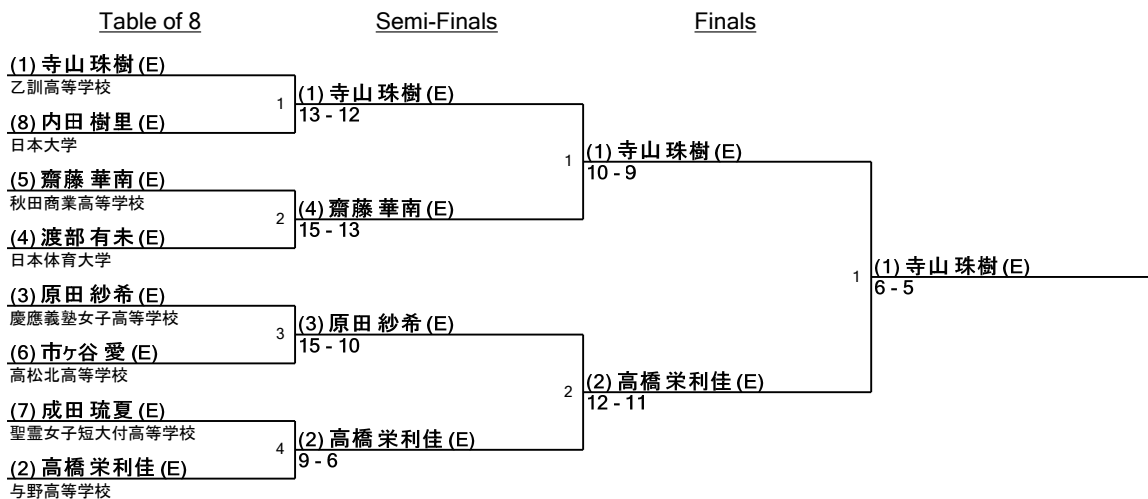 Table of 8
Semi-Finals
Finals
(1) 寺山 珠樹 (E)
乙訓高等学校
1
(1) 寺山 珠樹 (E)
13 - 12
(8) 内田 樹里 (E)
日本大学
1
(1) 寺山 珠樹 (E)
10 - 9
(5) 齋藤 華南 (E)
秋田商業高等学校
2
(4) 齋藤 華南 (E)
15 - 13
(4) 渡部 有未 (E)
日本体育大学
1
(1) 寺山 珠樹 (E)
6 - 5
(3) 原田 紗希 (E)
慶應義塾女子高等学校
3
(3) 原田 紗希 (E)
15 - 10
(6) 市ヶ谷 愛 (E)
高松北高等学校
2
(2) 高橋 栄利佳 (E)
12 - 11
(7) 成田 琉夏 (E)
聖霊女子短大付高等学校
4
(2) 高橋 栄利佳 (E)
9 - 6
(2) 高橋 栄利佳 (E)
与野高等学校